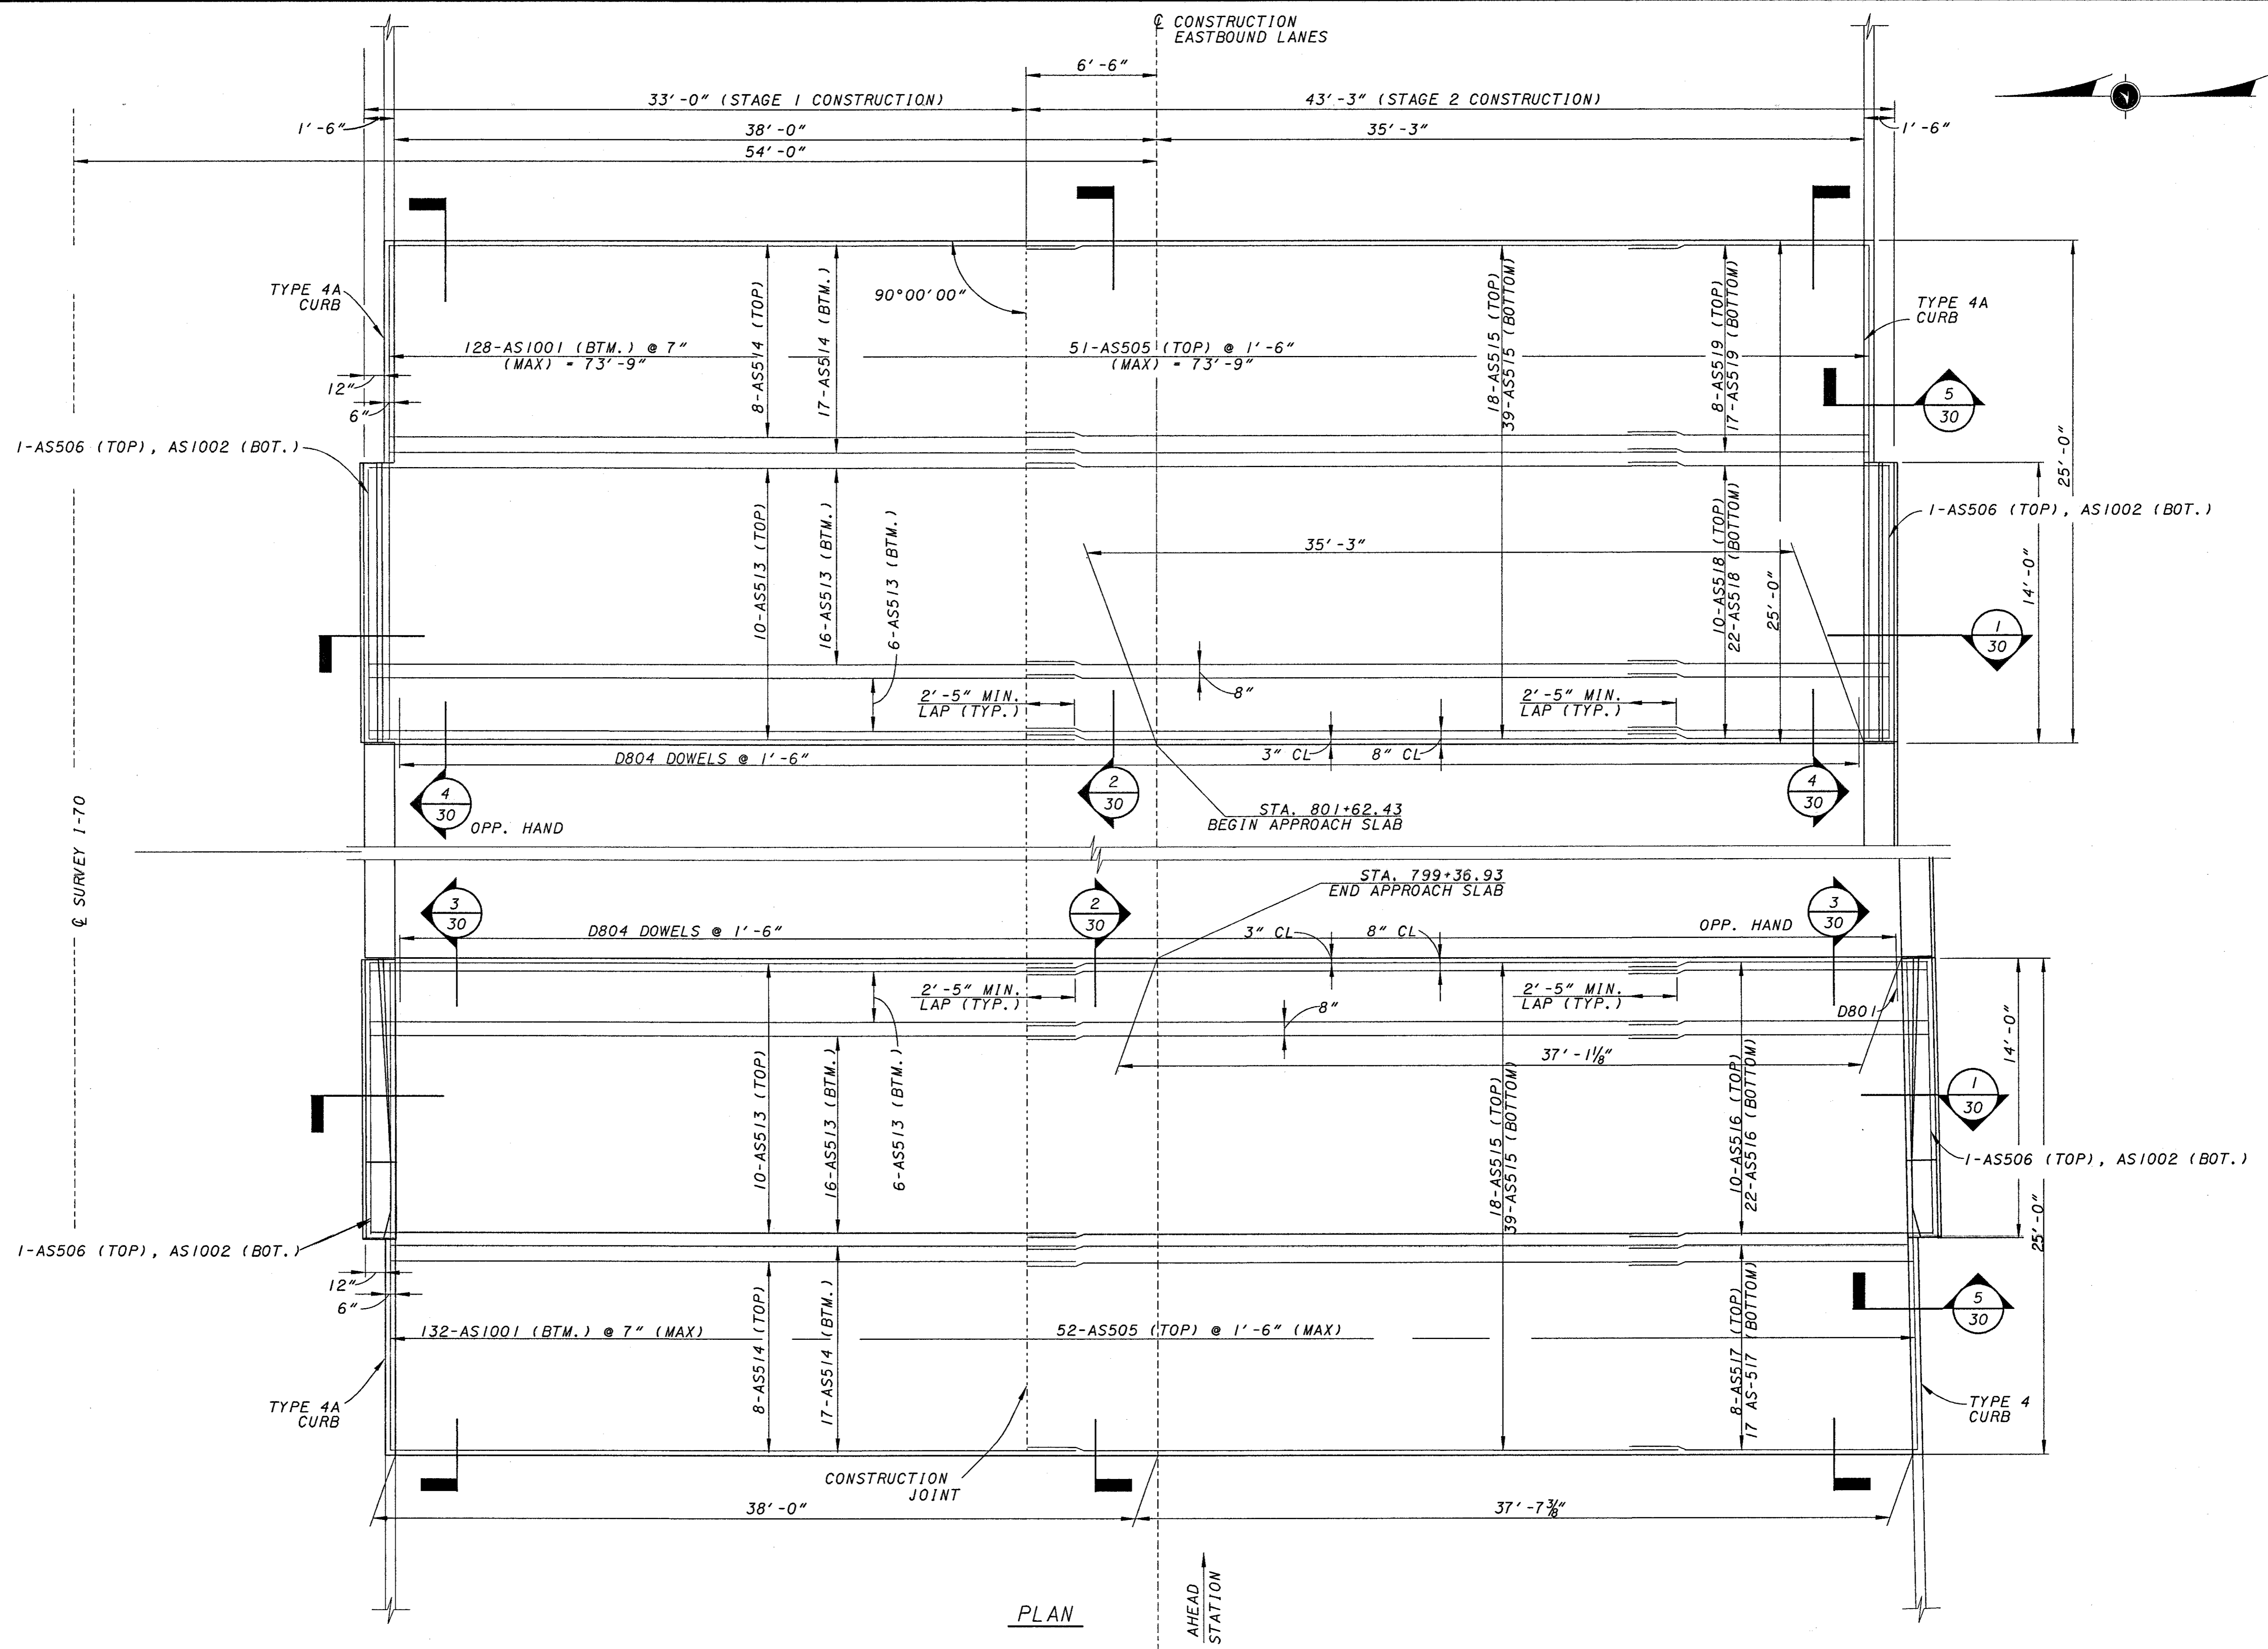 ℄ CONSTRUCTION
EASTBOUND LANES
6'-6"
33'-0" (STAGE 1 CONSTRUCTION)
43'-3" (STAGE 2 CONSTRUCTION)
1'-6"
1'-6"
38'-0"
35'-3"
54'-0"
TYPE 4A
CURB
90°00'00"
TYPE 4A
CURB
8-AS514 (TOP)
17-AS514 (BTM.)
18-AS515 (TOP)
39-AS515 (BOTTOM)
8-AS519 (TOP)
17-AS519 (BOTTOM)
128-AS1001 (BTM.) @ 7"
(MAX) = 73'-9"
51-AS505 (TOP) @ 1'-6"
(MAX) = 73'-9"
12"
6"
5
30
1-AS506 (TOP), AS1002 (BOT.)
25'-0"
1-AS506 (TOP), AS1002 (BOT.)
10-AS513 (TOP)
16-AS513 (BTM.)
6-AS513 (BTM.)
35'-3"
10-AS518 (TOP)
22-AS518 (BOTTOM)
25'-0"
14'-0"
1
30
2'-5" MIN.
LAP (TYP.)
8"
2'-5" MIN.
LAP (TYP.)
D804 DOWELS @ 1'-6"
3" CL
8" CL
4
30
OPP. HAND
2
30
4
30
STA. 801+62.43
BEGIN APPROACH SLAB
℄ SURVEY I-70
STA. 799+36.93
END APPROACH SLAB
3
30
2
30
3
30
D804 DOWELS @ 1'-6"
3" CL
8" CL
OPP. HAND
2'-5" MIN.
LAP (TYP.)
8"
2'-5" MIN.
LAP (TYP.)
D801
37'-1⅛"
14'-0"
10-AS513 (TOP)
16-AS513 (BTM.)
6-AS513 (BTM.)
18-AS515 (TOP)
39-AS515 (BOTTOM)
10-AS516 (TOP)
22-AS516 (BOTTOM)
1
30
1-AS506 (TOP), AS1002 (BOT.)
1-AS506 (TOP), AS1002 (BOT.)
25'-0"
12"
6"
5
30
132-AS1001 (BTM.) @ 7" (MAX)
52-AS505 (TOP) @ 1'-6" (MAX)
8-AS514 (TOP)
17-AS514 (BTM.)
8-AS517 (TOP)
17 AS-517 (BOTTOM)
TYPE 4A
CURB
TYPE 4
CURB
CONSTRUCTION
JOINT
38'-0"
37'-7⅜"
PLAN
AHEAD
STATION